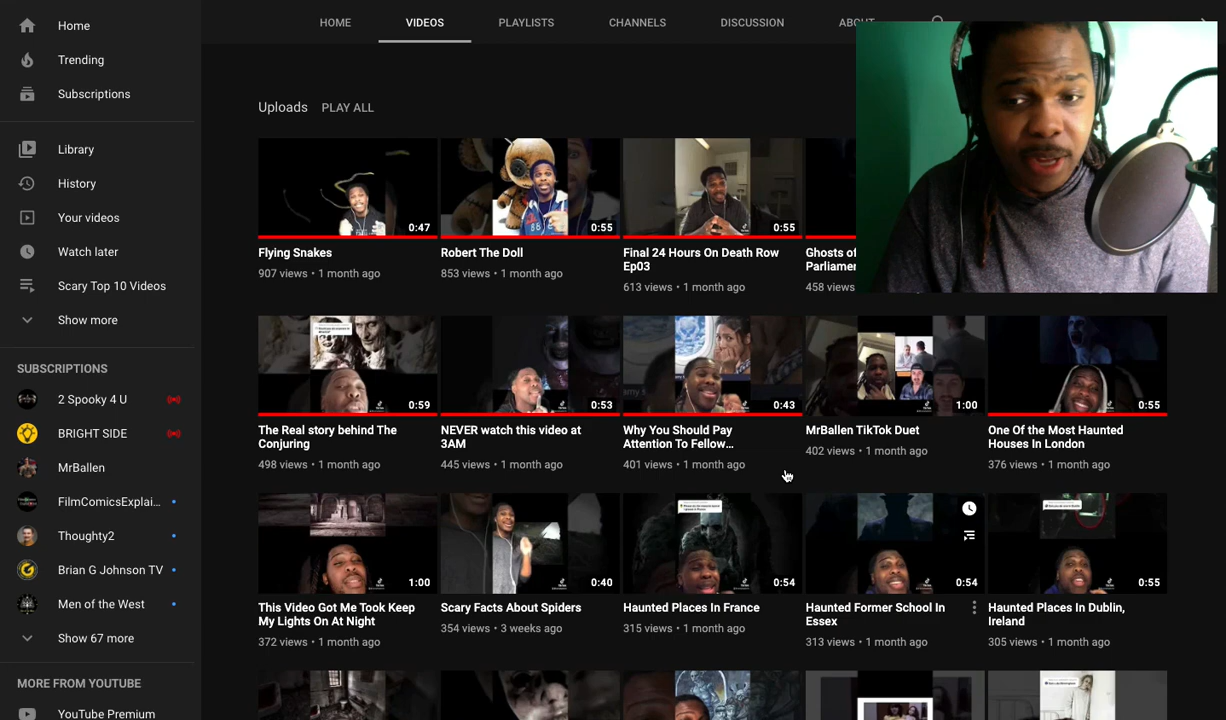 Home
Trending
Subscriptions
Library
History
Your videos
Watch later
Scary Top 10 Videos
Show more
SUBSCRIPTIONS
2 Spooky 4 U
BRIGHT SIDE
MrBallen
FilmComicsExplai...
Thoughty2
Brian G Johnson TV
Men of the West
Show 67 more
MORE FROM YOUTUBE
YouTube Premium
HOME VIDEOS PLAYLISTS CHANNELS DISCUSSION ABOUT
Uploads PLAY ALL
0:47 0:55 0:55
Flying Snakes
907 views • 1 month ago
Robert The Doll
853 views • 1 month ago
Final 24 Hours On Death Row
Ep03
613 views • 1 month ago
Ghosts of
Parliamen
458 views
0:59 0:53 0:43 1:00 0:55
The Real story behind The
Conjuring
498 views • 1 month ago
NEVER watch this video at
3AM
445 views • 1 month ago
Why You Should Pay
Attention To Fellow...
401 views • 1 month ago
MrBallen TikTok Duet
402 views • 1 month ago
One Of the Most Haunted
Houses In London
376 views • 1 month ago
1:00 0:40 0:54 0:54 0:55
This Video Got Me Took Keep
My Lights On At Night
372 views • 1 month ago
Scary Facts About Spiders
354 views • 3 weeks ago
Haunted Places In France
315 views • 1 month ago
Haunted Former School In
Essex
313 views • 1 month ago
Haunted Places In Dublin,
Ireland
305 views • 1 month ago